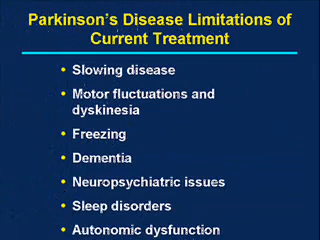 Parkinson's Disease Limitations of
Current Treatment
• Slowing disease
• Motor fluctuations and
dyskinesia
• Freezing
• Dementia
• Neuropsychiatric issues
• Sleep disorders
• Autonomic dysfunction